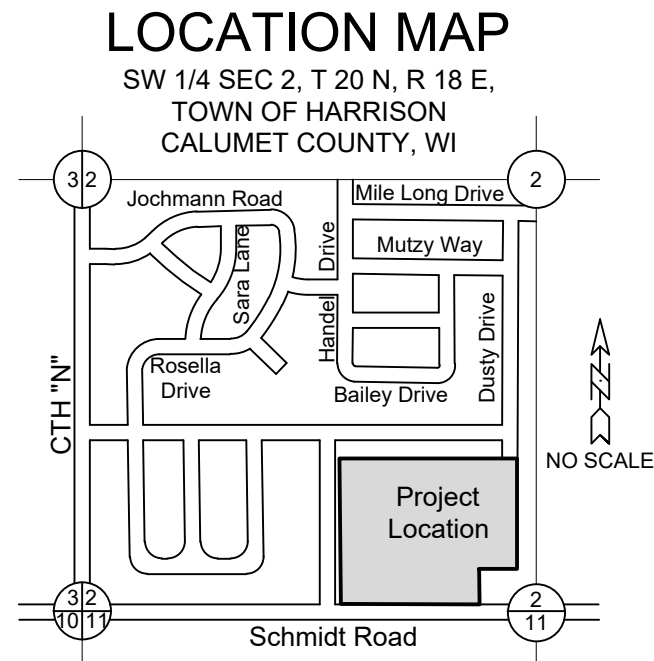 LOCATION MAP
SW 1/4 SEC 2, T 20 N, R 18 E,
TOWN OF HARRISON
CALUMET COUNTY, WI
3 2
2
Jochmann Road
Mile Long Drive
Mutzy Way
Sara Lane
Handel Drive
Dusty Drive
Rosella
Drive
Bailey Drive
CTH "N"
N
NO SCALE
Project
Location
3 2
10 11
2
11
Schmidt Road